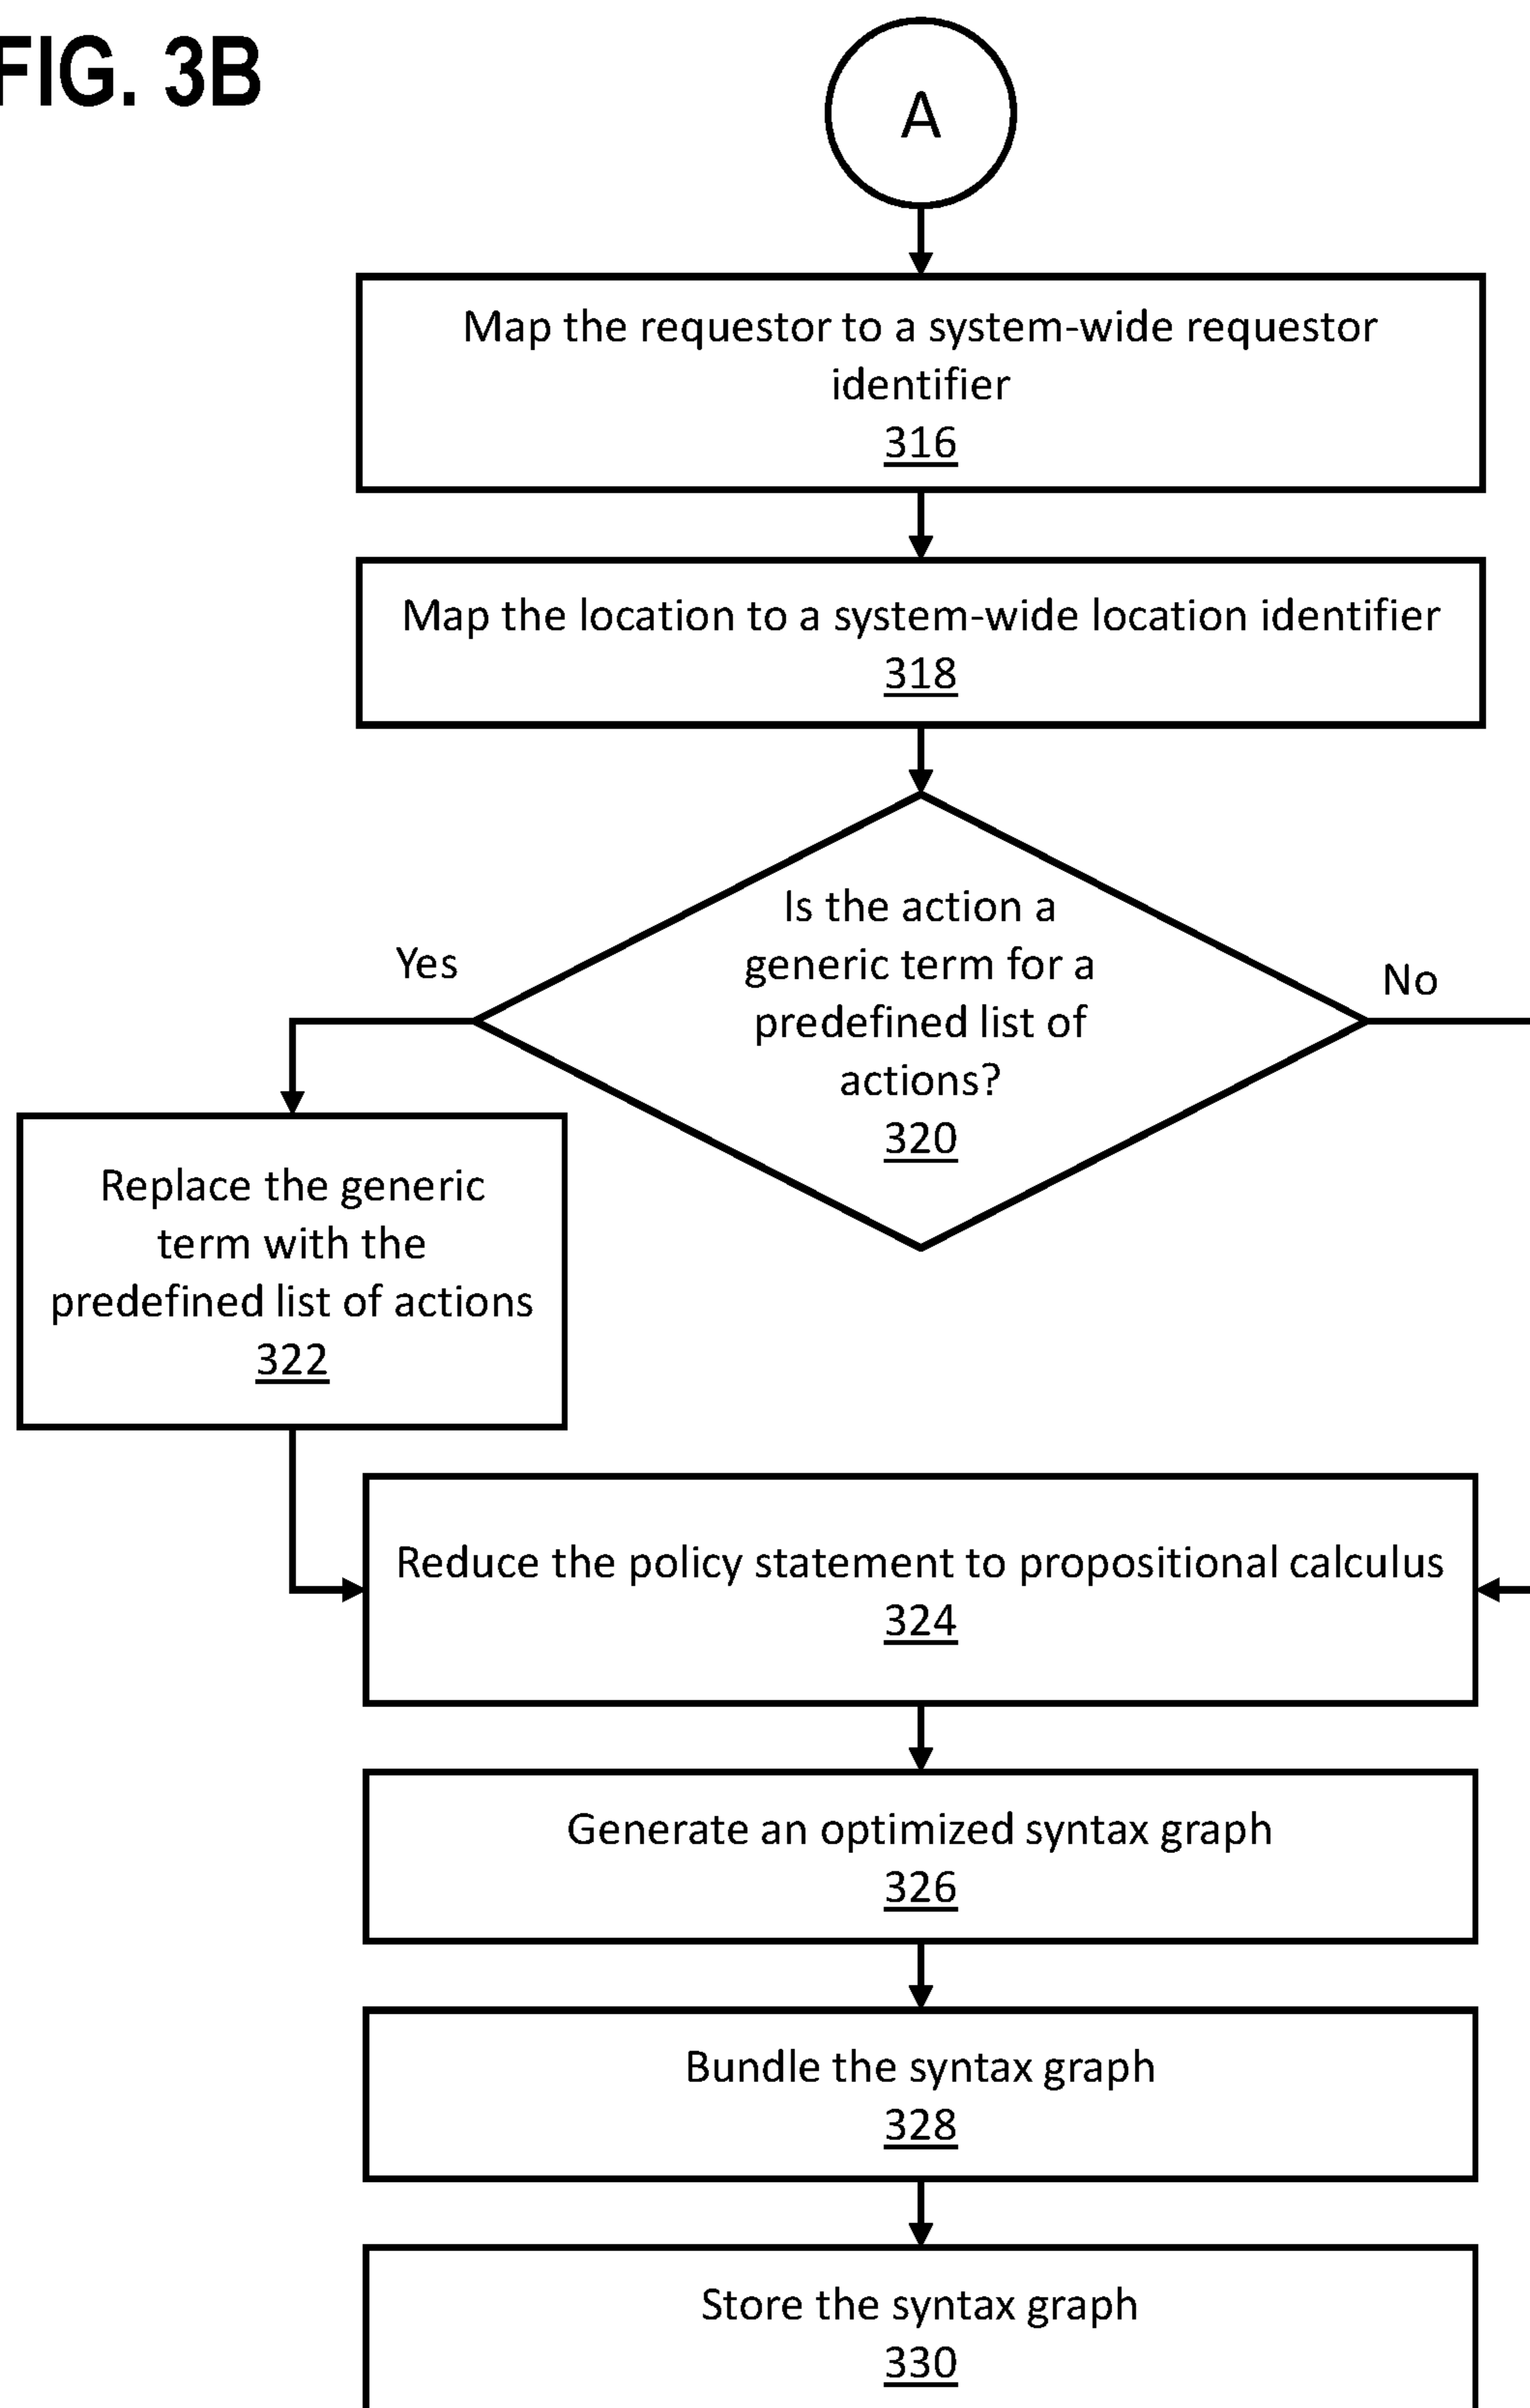 FIG. 3B
A
Map the requestor to a system-wide requestor
identifier
316
Map the location to a system-wide location identifier
318
Is the action a
generic term for a
predefined list of
actions?
320
Yes
No
Replace the generic
term with the
predefined list of actions
322
Reduce the policy statement to propositional calculus
324
Generate an optimized syntax graph
326
Bundle the syntax graph
328
Store the syntax graph
330